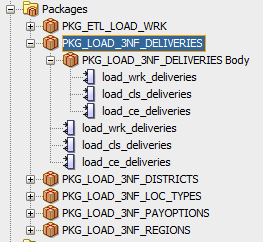 Packages
PKG_ETL_LOAD_WRK
PKG_LOAD_3NF_DELIVERIES
PKG_LOAD_3NF_DELIVERIES Body
load_wrk_deliveries
load_cls_deliveries
load_ce_deliveries
load_wrk_deliveries
load_cls_deliveries
load_ce_deliveries
PKG_LOAD_3NF_DISTRICTS
PKG_LOAD_3NF_LOC_TYPES
PKG_LOAD_3NF_PAYOPTIONS
PKG_LOAD_3NF_REGIONS